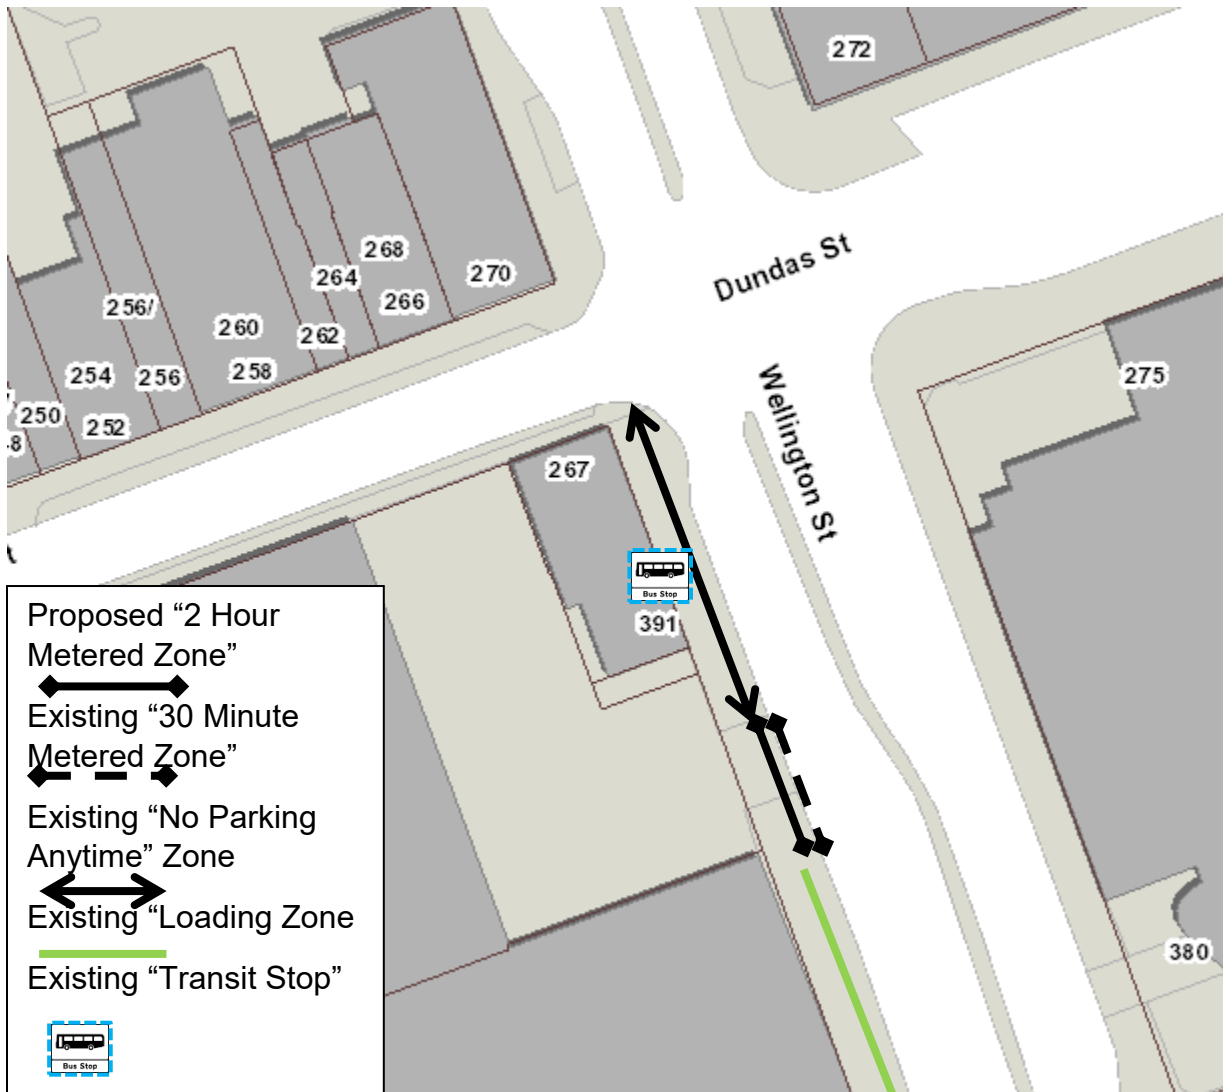 272
Dundas St
268
264
270
266
256/
260
262
254
256
258
250
252
275
Wellington St
267
Bus Stop
391
380
Proposed “2 Hour
Metered Zone”
Existing “30 Minute
Metered Zone”
Existing “No Parking
Anytime” Zone
Existing “Loading Zone
Existing “Transit Stop”
Bus Stop